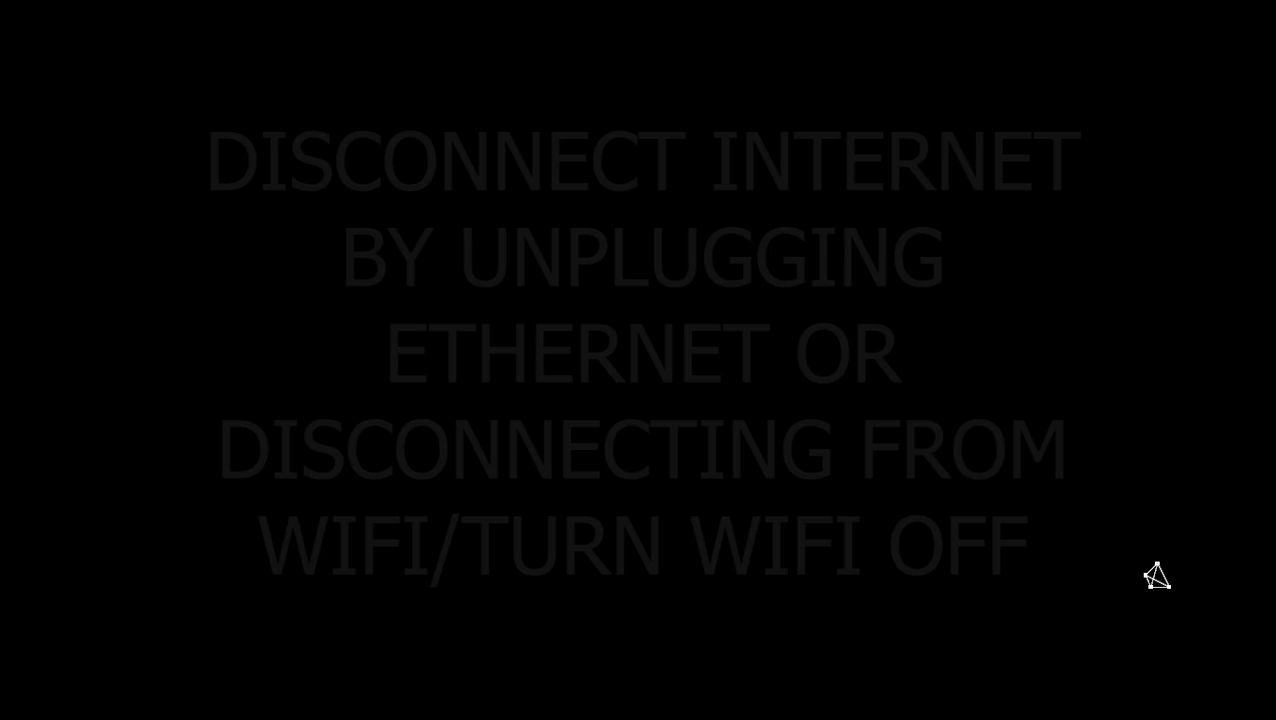 DISCONNECT INTERNET
BY UNPLUGGING
ETHERNET OR
DISCONNECTING FROM
WIFI/TURN WIFI OFF